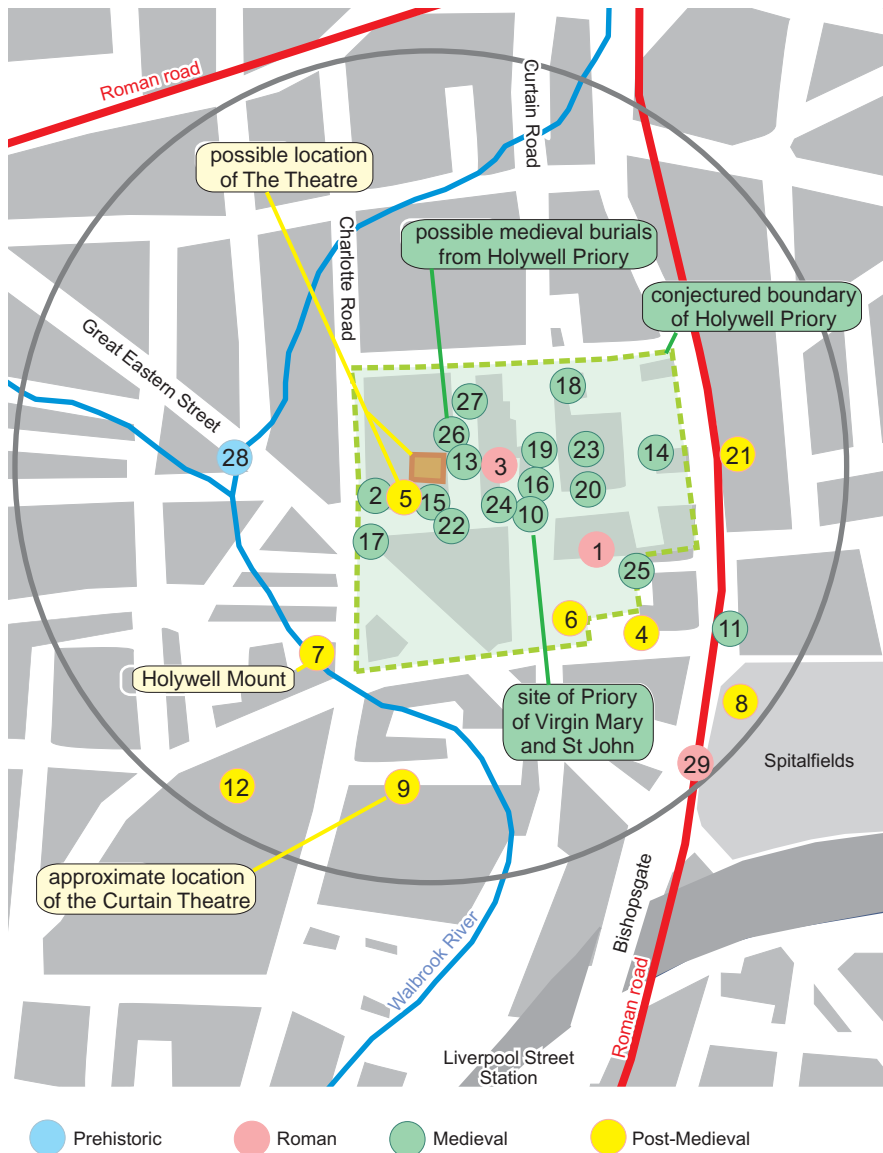 Roman road
Curtain Road
possible location
of The Theatre
Charlotte Road
possible medieval burials
from Holywell Priory
conjectured boundary
of Holywell Priory
Great Eastern Street
18
27
26
28
13
3
19
23
14
21
2
5
15
24
16
20
10
22
17
1
25
6
4
11
7
Holywell Mount
site of Priory
of Virgin Mary
and St John
8
29
Spitalfields
12
9
approximate location
of the Curtain Theatre
Bishopsgate
Walbrook River
Roman road
Liverpool Street
Station
Prehistoric
Roman
Medieval
Post-Medieval